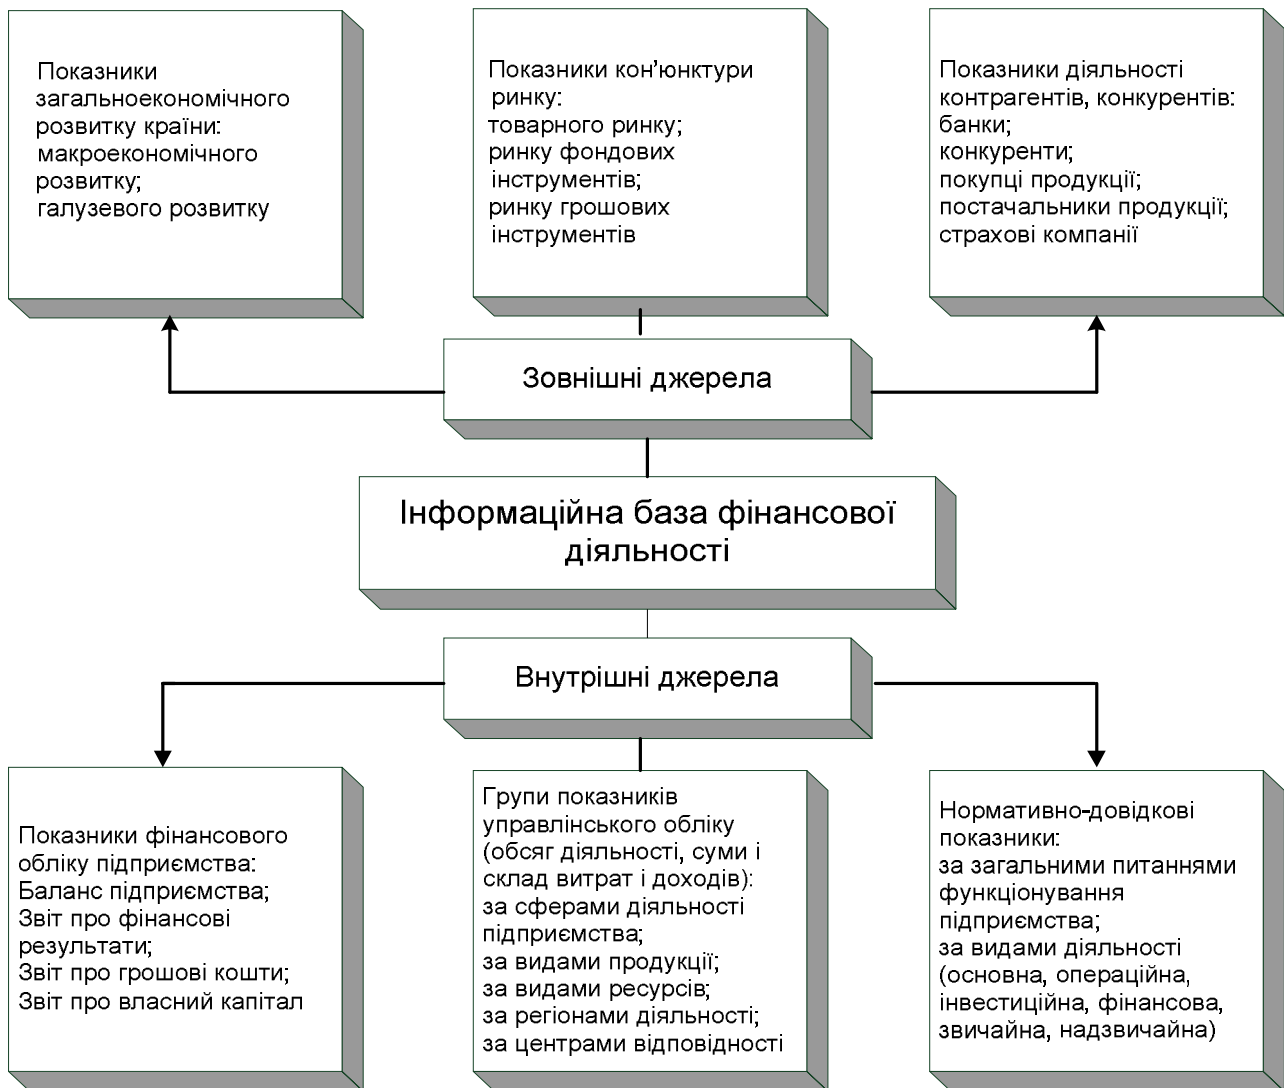 Показники
загальноекономічного
розвитку країни:
макроекономічного
розвитку;
галузевого розвитку
Показники кон’юнктури
ринку:
товарного ринку;
ринку фондових
інструментів;
ринку грошових
інструментів
Показники діяльності
контрагентів, конкурентів:
банки;
конкуренти;
покупці продукції;
постачальники продукції;
страхові компанії
Зовнішні джерела
Інформаційна база фінансової
діяльності
Внутрішні джерела
Показники фінансового
обліку підприємства:
Баланс підприємства;
Звіт про фінансові
результати;
Звіт про грошові кошти;
Звіт про власний капітал
Групи показників
управлінського обліку
(обсяг діяльності, суми і
склад витрат і доходів):
за сферами діяльності
підприємства;
за видами продукції;
за видами ресурсів;
за регіонами діяльності;
за центрами відповідності
Нормативно-довідкові
показники:
за загальними питаннями
функціонування
підприємства;
за видами діяльності
(основна, операційна,
інвестиційна, фінансова,
звичайна, надзвичайна)